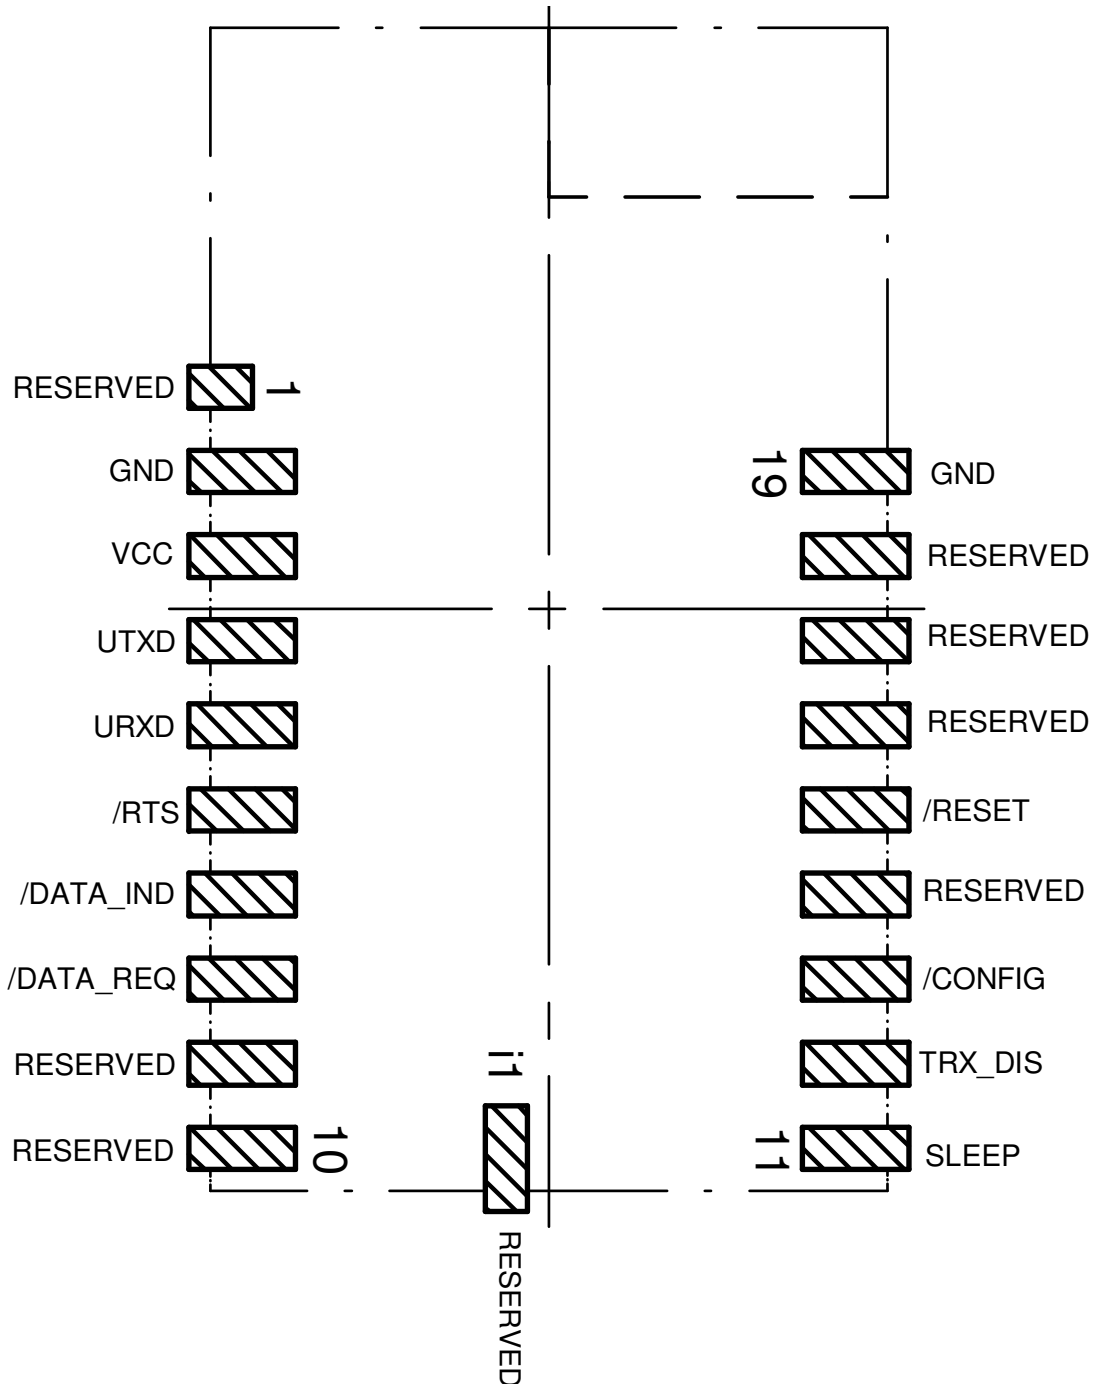 RESERVED
1
GND
19
GND
VCC
RESERVED
UTXD
RESERVED
URXD
RESERVED
/RTS
/RESET
/DATA_IND
RESERVED
/DATA_REQ
/CONFIG
RESERVED
i1
TRX_DIS
RESERVED
10
11
SLEEP
RESERVED